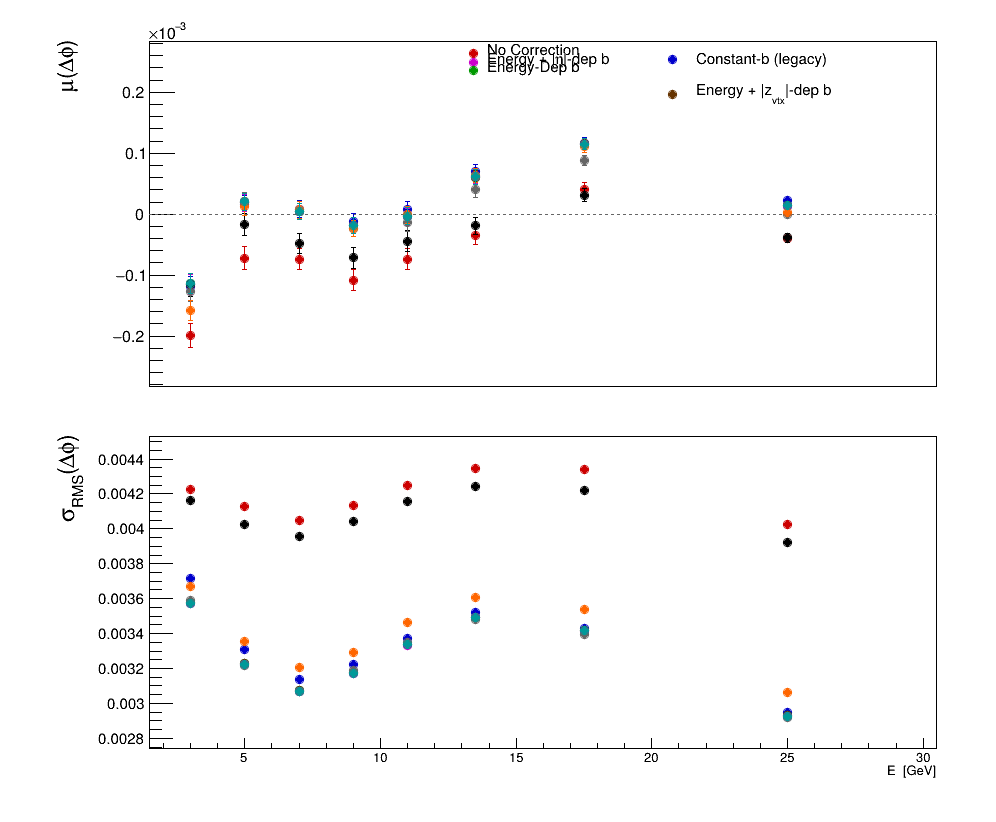 ×10⁻³
μ(Δϕ)
No Correction
Energy + |η|-dep b
Energy-Dep b
Constant-b (legacy)
Energy + |z_vtx|-dep b
0.2
0.1
0
−0.1
−0.2
σ_RMS(Δϕ)
0.0044
0.0042
0.004
0.0038
0.0036
0.0034
0.0032
0.003
0.0028
5 10 15 20 25 30
E [GeV]